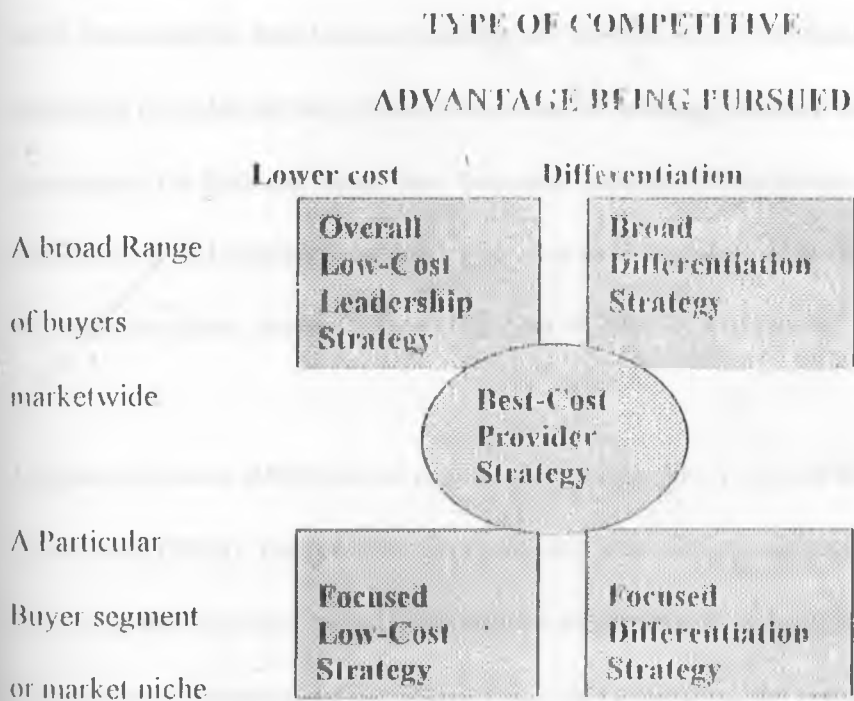 TYPE OF COMPETITIVE
ADVANTAGE BEING PURSUED
Lower cost
Differentiation
A broad Range
of buyers
marketwide
Overall
Low-Cost
Leadership
Strategy
Broad
Differentiation
Strategy
Best-Cost
Provider
Strategy
A Particular
Buyer segment
or market niche
Focused
Low-Cost
Strategy
Focused
Differentiation
Strategy